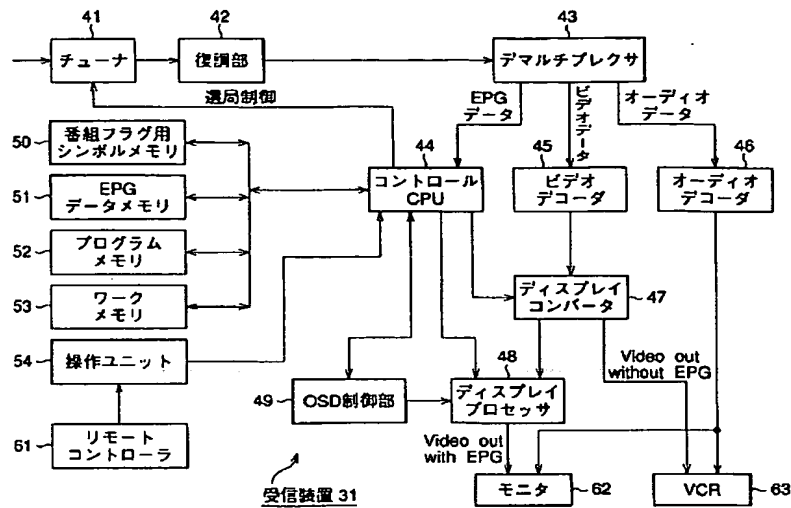 41
42
43
チューナ
復調部
デマルチプレクサ
選局制御
EPG
データ
ビデオデータ
オーディオ
データ
50
番組フラグ用
シンボルメモリ
44
コントロール
CPU
45
ビデオ
デコーダ
46
オーディオ
デコーダ
51
EPG
データメモリ
52
プログラム
メモリ
53
ワーク
メモリ
ディスプレイ
コンバータ
47
54
操作ユニット
49
OSD制御部
48
ディスプレイ
プロセッサ
Video out
without EPG
61
リモート
コントローラ
Video out
with EPG
受信装置 31
モニタ
62
VCR
63